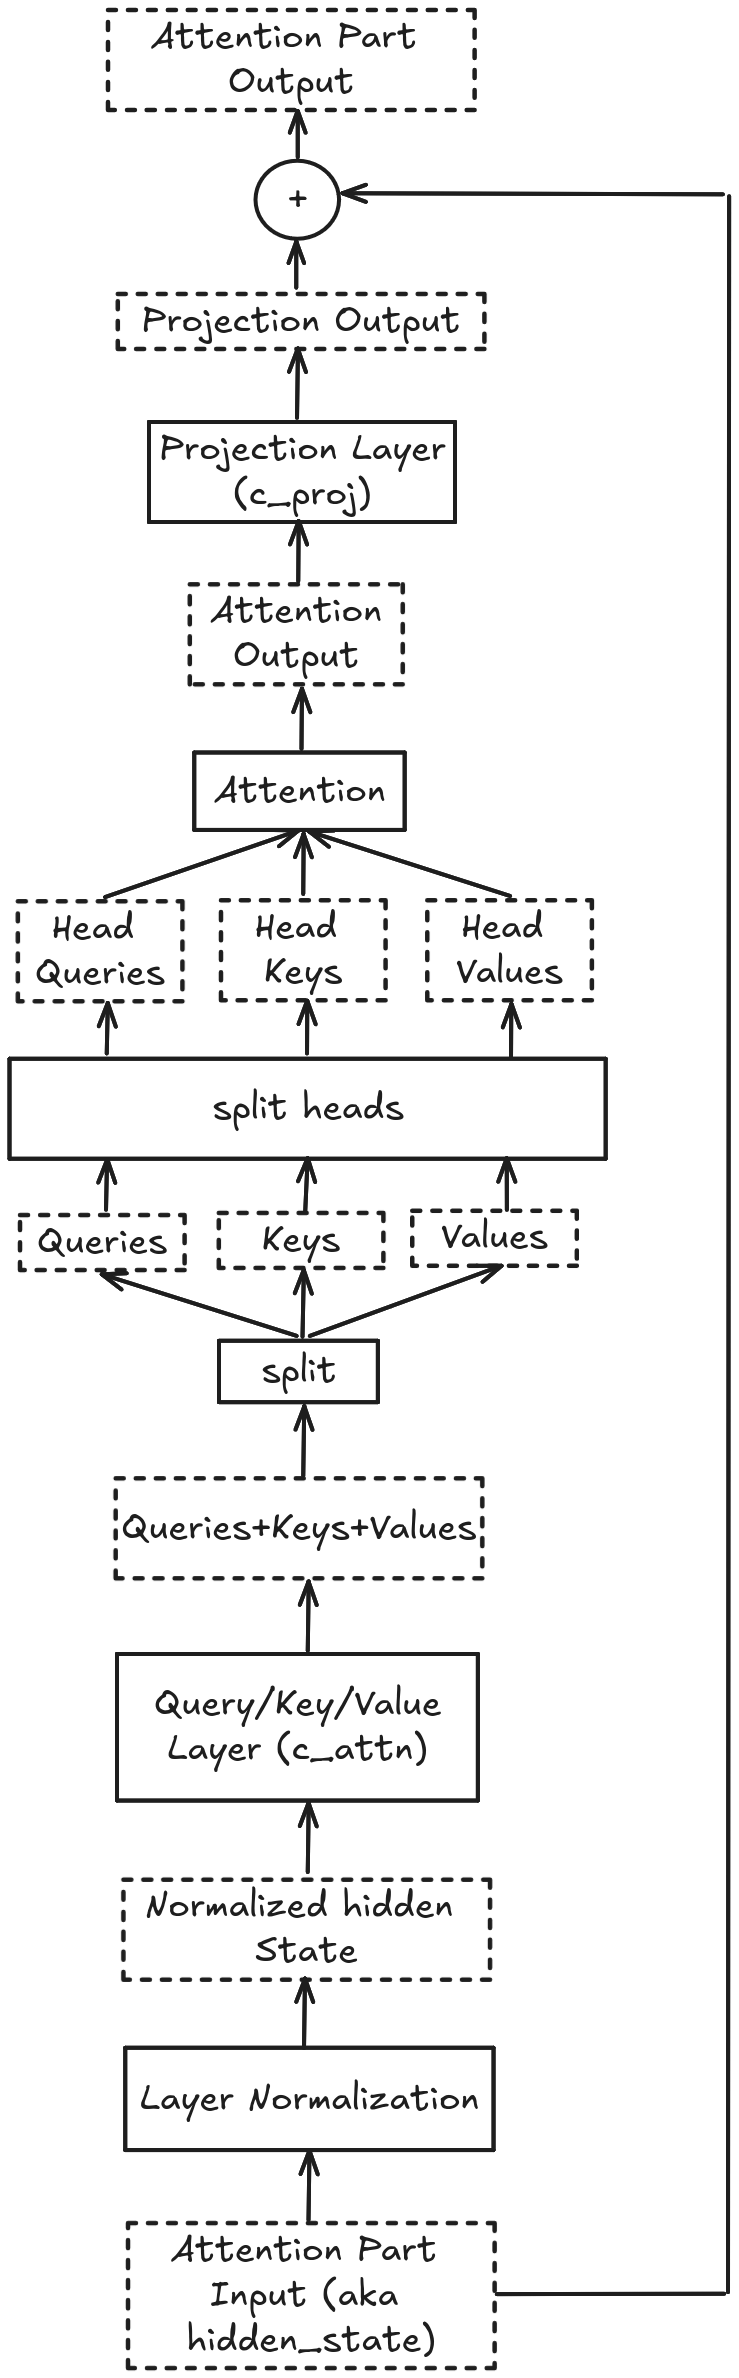 Attention Part
Output
+
Projection Output
Projection Layer
(c_proj)
Attention
Output
Attention
Head
Queries
Head
Keys
Head
Values
split heads
Queries
Keys
Values
split
Queries+Keys+Values
Query/Key/Value
Layer (c_attn)
Normalized hidden
State
Layer Normalization
Attention Part
Input (aka
hidden_state)